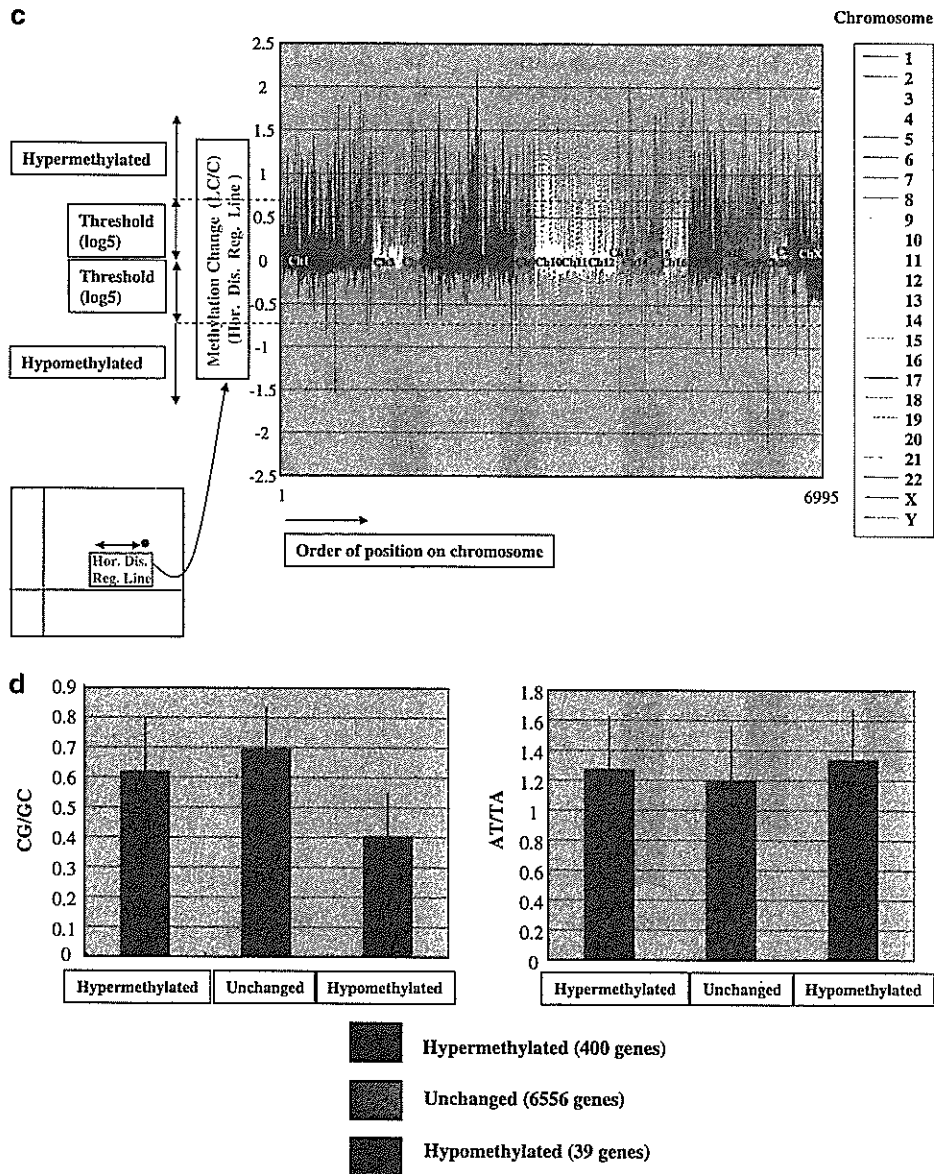 c
Chromosome
2.5
2
1.5
1
0.5
0
-0.5
-1
-1.5
-2
-2.5
Hypermethylated
Threshold
(log5)
Threshold
(log5)
Hypomethylated
Methylation Change (LC/C)
(Hor. Dis. Reg. Line)
Ch1
Ch3
Ch10
Ch11
Ch12
Ch16
ChX
1
6995
Order of position on chromosome
Hor. Dis.
Reg. Line
1
2
3
4
5
6
7
8
9
10
11
12
13
14
15
16
17
18
19
20
21
22
X
Y
d
CG/GC
0.9
0.8
0.7
0.6
0.5
0.4
0.3
0.2
0.1
0
Hypermethylated
Unchanged
Hypomethylated
AT/TA
1.8
1.6
1.4
1.2
1
0.8
0.6
0.4
0.2
0
Hypermethylated
Unchanged
Hypomethylated
Hypermethylated (400 genes)
Unchanged (6556 genes)
Hypomethylated (39 genes)